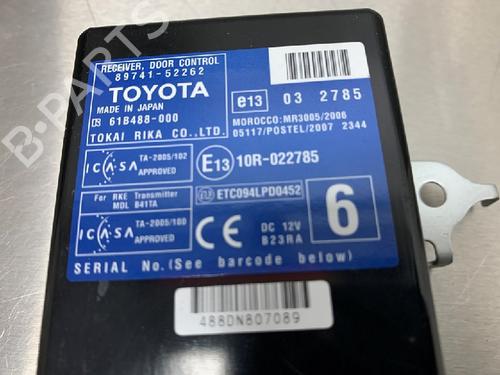 RECEIVER, DOOR CONTROL
89741-52262
TOYOTA
MADE IN JAPAN
61B488-000
TOKAI RIKA CO.,LTD.
e13 03 2785
MOROCCO:MR3005/2006
05117/POSTEL/2007 2344
ICASA TA-2005/102 APPROVED
E13 10R-022785
For RKE Transmitter
MDL B41TA
ETC094LPD0452
ICASA TA-2005/100 APPROVED
CE
DC 12V
B23RA
6
SERIAL No.(See barcode below)
488DN807089
B-PARTS